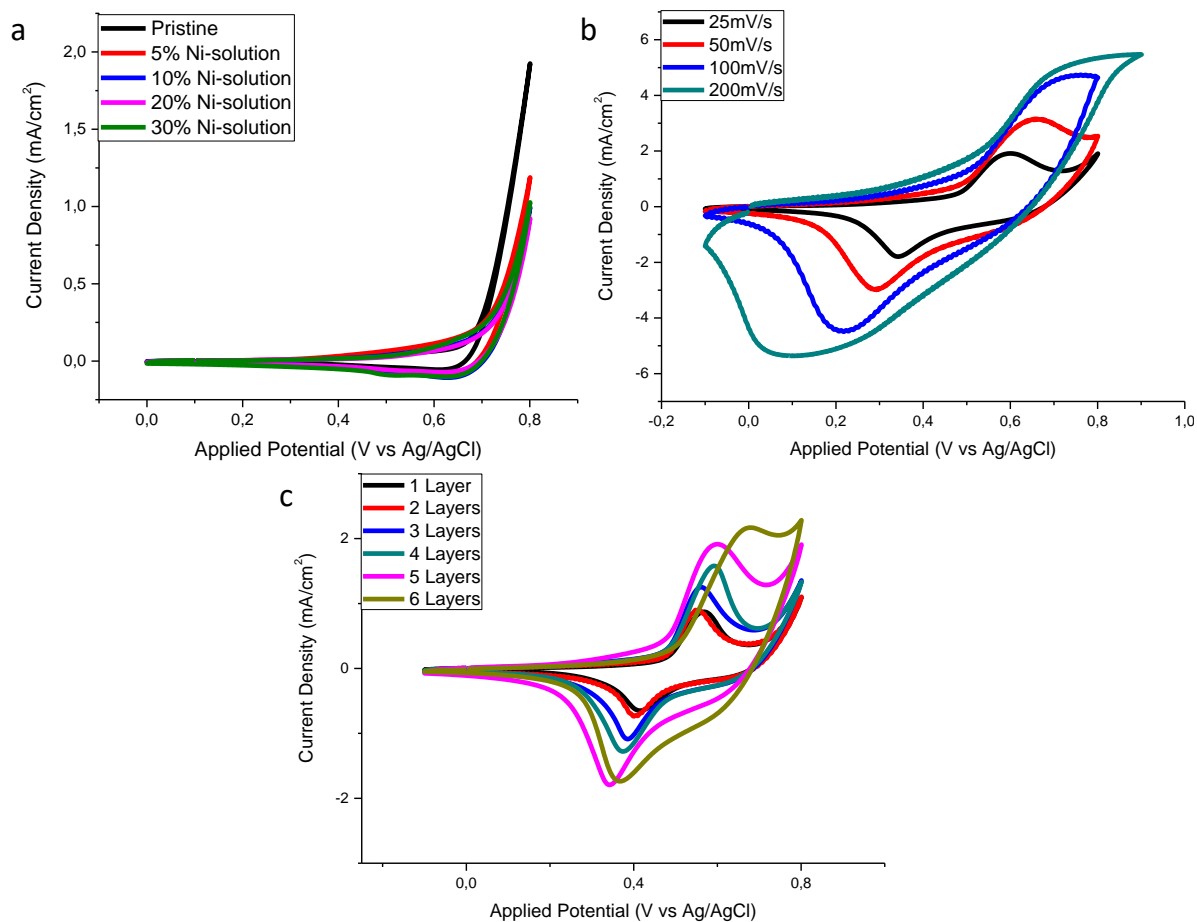 a
Pristine
5% Ni-solution
10% Ni-solution
20% Ni-solution
30% Ni-solution
2,0
1,5
1,0
0,5
0,0
Current Density (mA/cm²)
0,0 0,2 0,4 0,6 0,8
Applied Potential (V vs Ag/AgCl)
b
25mV/s
50mV/s
100mV/s
200mV/s
6
4
2
0
-2
-4
-6
Current Density (mA/cm²)
-0,2 0,0 0,2 0,4 0,6 0,8 1,0
Applied Potential (V vs Ag/AgCl)
c
1 Layer
2 Layers
3 Layers
4 Layers
5 Layers
6 Layers
2
0
-2
Current Density (mA/cm²)
0,0 0,4 0,8
Applied Potential (V vs Ag/AgCl)